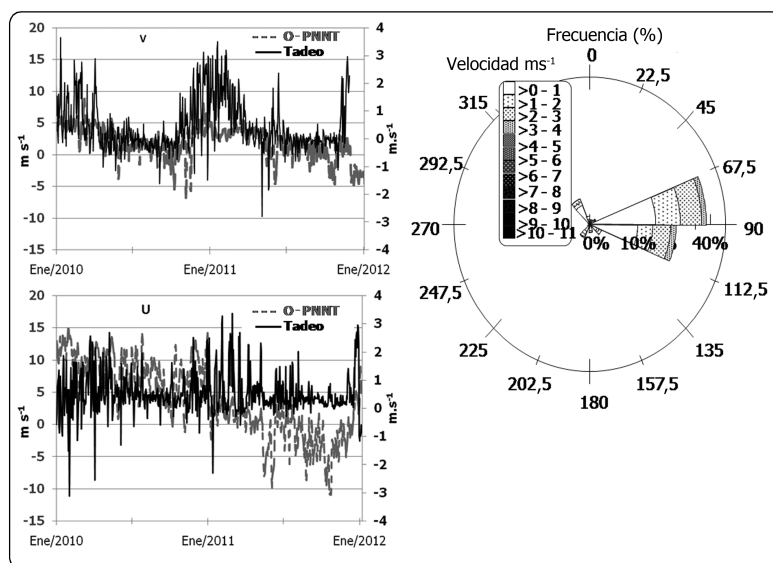 V
O-PNNT
Tadeo
20
15
10
5
0
-5
-10
-15
m s⁻¹
4
3
2
1
0
-1
-2
-3
-4
m.s⁻¹
Ene/2010
Ene/2011
Ene/2012
U
O-PNNT
Tadeo
20
15
10
5
0
-5
-10
-15
m s⁻¹
4
3
2
1
0
-1
-2
-3
-4
m.s⁻¹
Ene/2010
Ene/2011
Ene/2012
Frecuencia (%)
Velocidad ms⁻¹
>0 - 1
>1 - 2
>2 - 3
>3 - 4
>4 - 5
>5 - 6
>6 - 7
>7 - 8
>8 - 9
>9 - 10
>10 - 11
0
22,5
45
67,5
90
112,5
135
157,5
180
202,5
225
247,5
270
292,5
315
0%
10%
40%